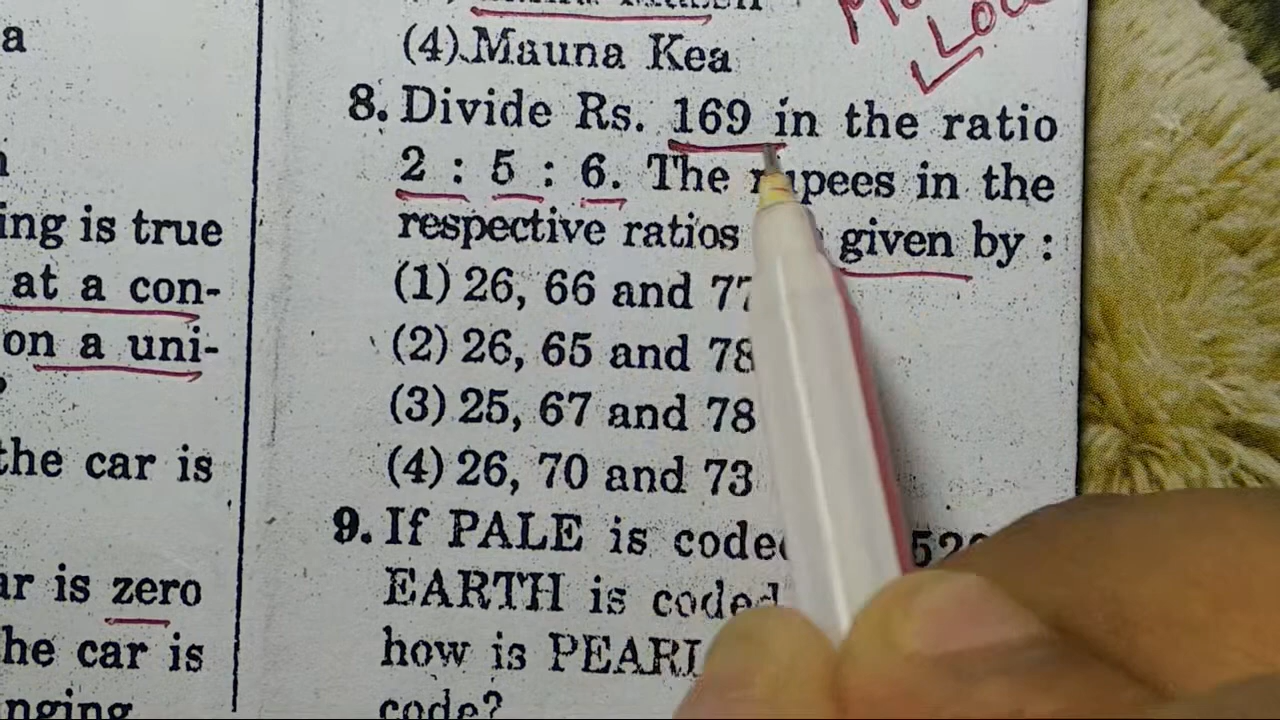 a
ing is true
at a con-
on a uni-
the car is
ar is zero
he car is
nging
(4) Mauna Kea
8. Divide Rs. 169 in the ratio
2 : 5 : 6. The rupees in the
respective ratios given by :
(1) 26, 66 and 77
(2) 26, 65 and 78
(3) 25, 67 and 78
(4) 26, 70 and 73
9. If PALE is coded
EARTH is coded
how is PEARL
code?